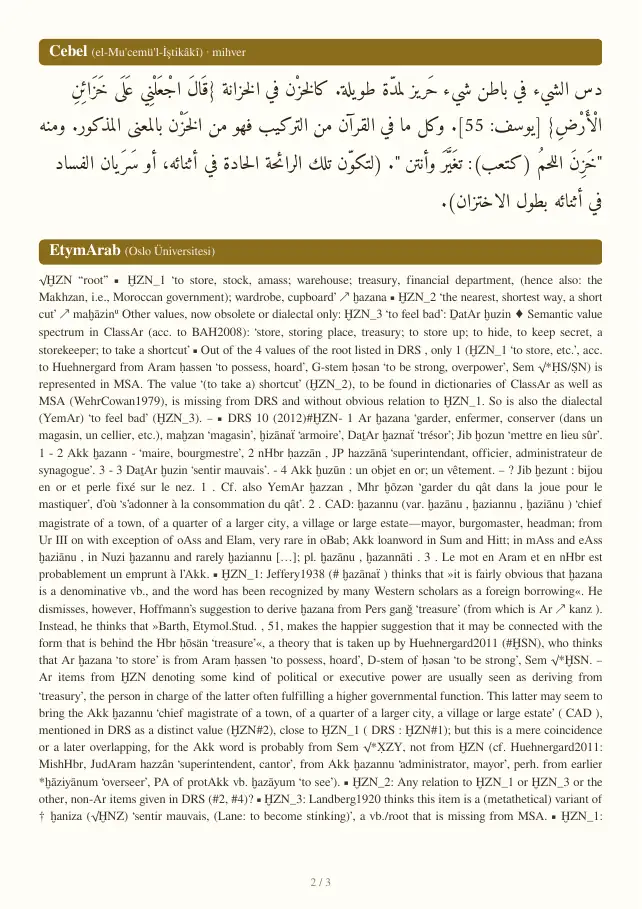 Cebel (el-Mu'cemü'l-İştikâkî) · mihver
دس الشيء في باطن شيء حَريز لمدّة طويلة. كالخَزْن في الخزانة {قَالَ اجْعَلْنِي عَلَى خَزَائِنِ
الْأَرْضِ} [يوسف: 55]. وكل ما في القرآن من التركيب فهو من الخَزْن بالمعنى المذكور. ومنه
"خَزِنَ اللحمُ (كتعب): تغَيَّرَ وأنتن ". (لتكوّن تلك الرائحة الحادة في أثنائه، أو سَرَيان الفساد
في أثنائه بطول الاختزان).
EtymArab (Oslo Üniversitesi)
√ḪZN “root” ▪ ḪZN_1 ‘to store, stock, amass; warehouse; treasury, financial department, (hence also: the
Makhzan, i.e., Moroccan government); wardrobe, cupboard’ ↗ ḫazana ▪ ḪZN_2 ‘the nearest, shortest way, a short
cut’ ↗ maḫāzinᵘ Other values, now obsolete or dialectal only: ḪZN_3 ‘to feel bad’: ḌatAr ḫuzin ♦ Semantic value
spectrum in ClassAr (acc. to BAH2008): ‘store, storing place, treasury; to store up; to hide, to keep secret, a
storekeeper; to take a shortcut’ ▪ Out of the 4 values of the root listed in DRS , only 1 (ḪZN_1 ‘to store, etc.’, acc.
to Huehnergard from Aram ḥassen ‘to possess, hoard’, G-stem ḥəsan ‘to be strong, overpower’, Sem √*ḤS/ṢN) is
represented in MSA. The value ‘(to take a) shortcut’ (ḪZN_2), to be found in dictionaries of ClassAr as well as
MSA (WehrCowan1979), is missing from DRS and without obvious relation to ḪZN_1. So is also the dialectal
(YemAr) ‘to feel bad’ (ḪZN_3). – ▪ DRS 10 (2012)#ḪZN- 1 Ar ḫazana ‘garder, enfermer, conserver (dans un
magasin, un cellier, etc.), maḫzan ‘magasin’, ḫizānaẗ ‘armoire’, DaṯAr ḫaznaẗ ‘trésor’; Jib ḫozun ‘mettre en lieu sûr’.
1 - 2 Akk ḫazann - ‘maire, bourgmestre’, 2 nHbr ḥazzān , JP hazzānā ‘superintendant, officier, administrateur de
synagogue’. 3 - 3 DaṯAr ḫuzin ‘sentir mauvais’. - 4 Akk ḫuzūn : un objet en or; un vêtement. – ? Jib ḫezunt : bijou
en or et perle fixé sur le nez. 1 . Cf. also YemAr ḫazzan , Mhr ḫōzən ‘garder du qât dans la joue pour le
mastiquer’, d’où ‘s’adonner à la consommation du qât’. 2 . CAD: ḫazannu (var. ḫazānu , ḫaziannu , ḫaziānu ) ‘chief
magistrate of a town, of a quarter of a larger city, a village or large estate—mayor, burgomaster, headman; from
Ur III on with exception of oAss and Elam, very rare in oBab; Akk loanword in Sum and Hitt; in mAss and eAss
ḫaziānu , in Nuzi ḫazannu and rarely ḫaziannu […]; pl. ḫazānu , ḫazannāti . 3 . Le mot en Aram et en nHbr est
probablement un emprunt à l’Akk. ▪ ḪZN_1: Jeffery1938 (# ḫazānaẗ ) thinks that »it is fairly obvious that ḫazana
is a denominative vb., and the word has been recognized by many Western scholars as a foreign borrowing«. He
dismisses, however, Hoffmann’s suggestion to derive ḫazana from Pers ganǧ ‘treasure’ (from which is Ar ↗ kanz ).
Instead, he thinks that »Barth, Etymol.Stud. , 51, makes the happier suggestion that it may be connected with the
form that is behind the Hbr ḥōsän ‘treasure’«, a theory that is taken up by Huehnergard2011 (#ḤSN), who thinks
that Ar ḫazana ‘to store’ is from Aram ḥassen ‘to possess, hoard’, D-stem of ḥəsan ‘to be strong’, Sem √*ḤSN. –
Ar items from ḪZN denoting some kind of political or executive power are usually seen as deriving from
‘treasury’, the person in charge of the latter often fulfilling a higher governmental function. This latter may seem to
bring the Akk ḫazannu ‘chief magistrate of a town, of a quarter of a larger city, a village or large estate’ ( CAD ),
mentioned in DRS as a distinct value (ḪZN#2), close to ḪZN_1 ( DRS : ḪZN#1); but this is a mere coincidence
or a later overlapping, for the Akk word is probably from Sem √*XZY, not from ḪZN (cf. Huehnergard2011:
MishHbr, JudAram hazzân ‘superintendent, cantor’, from Akk ḫazannu ‘administrator, mayor’, perh. from earlier
*ḫāziyānum ‘overseer’, PA of protAkk vb. ḫazāyum ‘to see’). ▪ ḪZN_2: Any relation to ḪZN_1 or ḪZN_3 or the
other, non-Ar items given in DRS (#2, #4)? ▪ ḪZN_3: Landberg1920 thinks this item is a (metathetical) variant of
† ḫaniza (√ḪNZ) ‘sentir mauvais, (Lane: to become stinking)’, a vb./root that is missing from MSA. ▪ ḪZN_1:
2 / 3